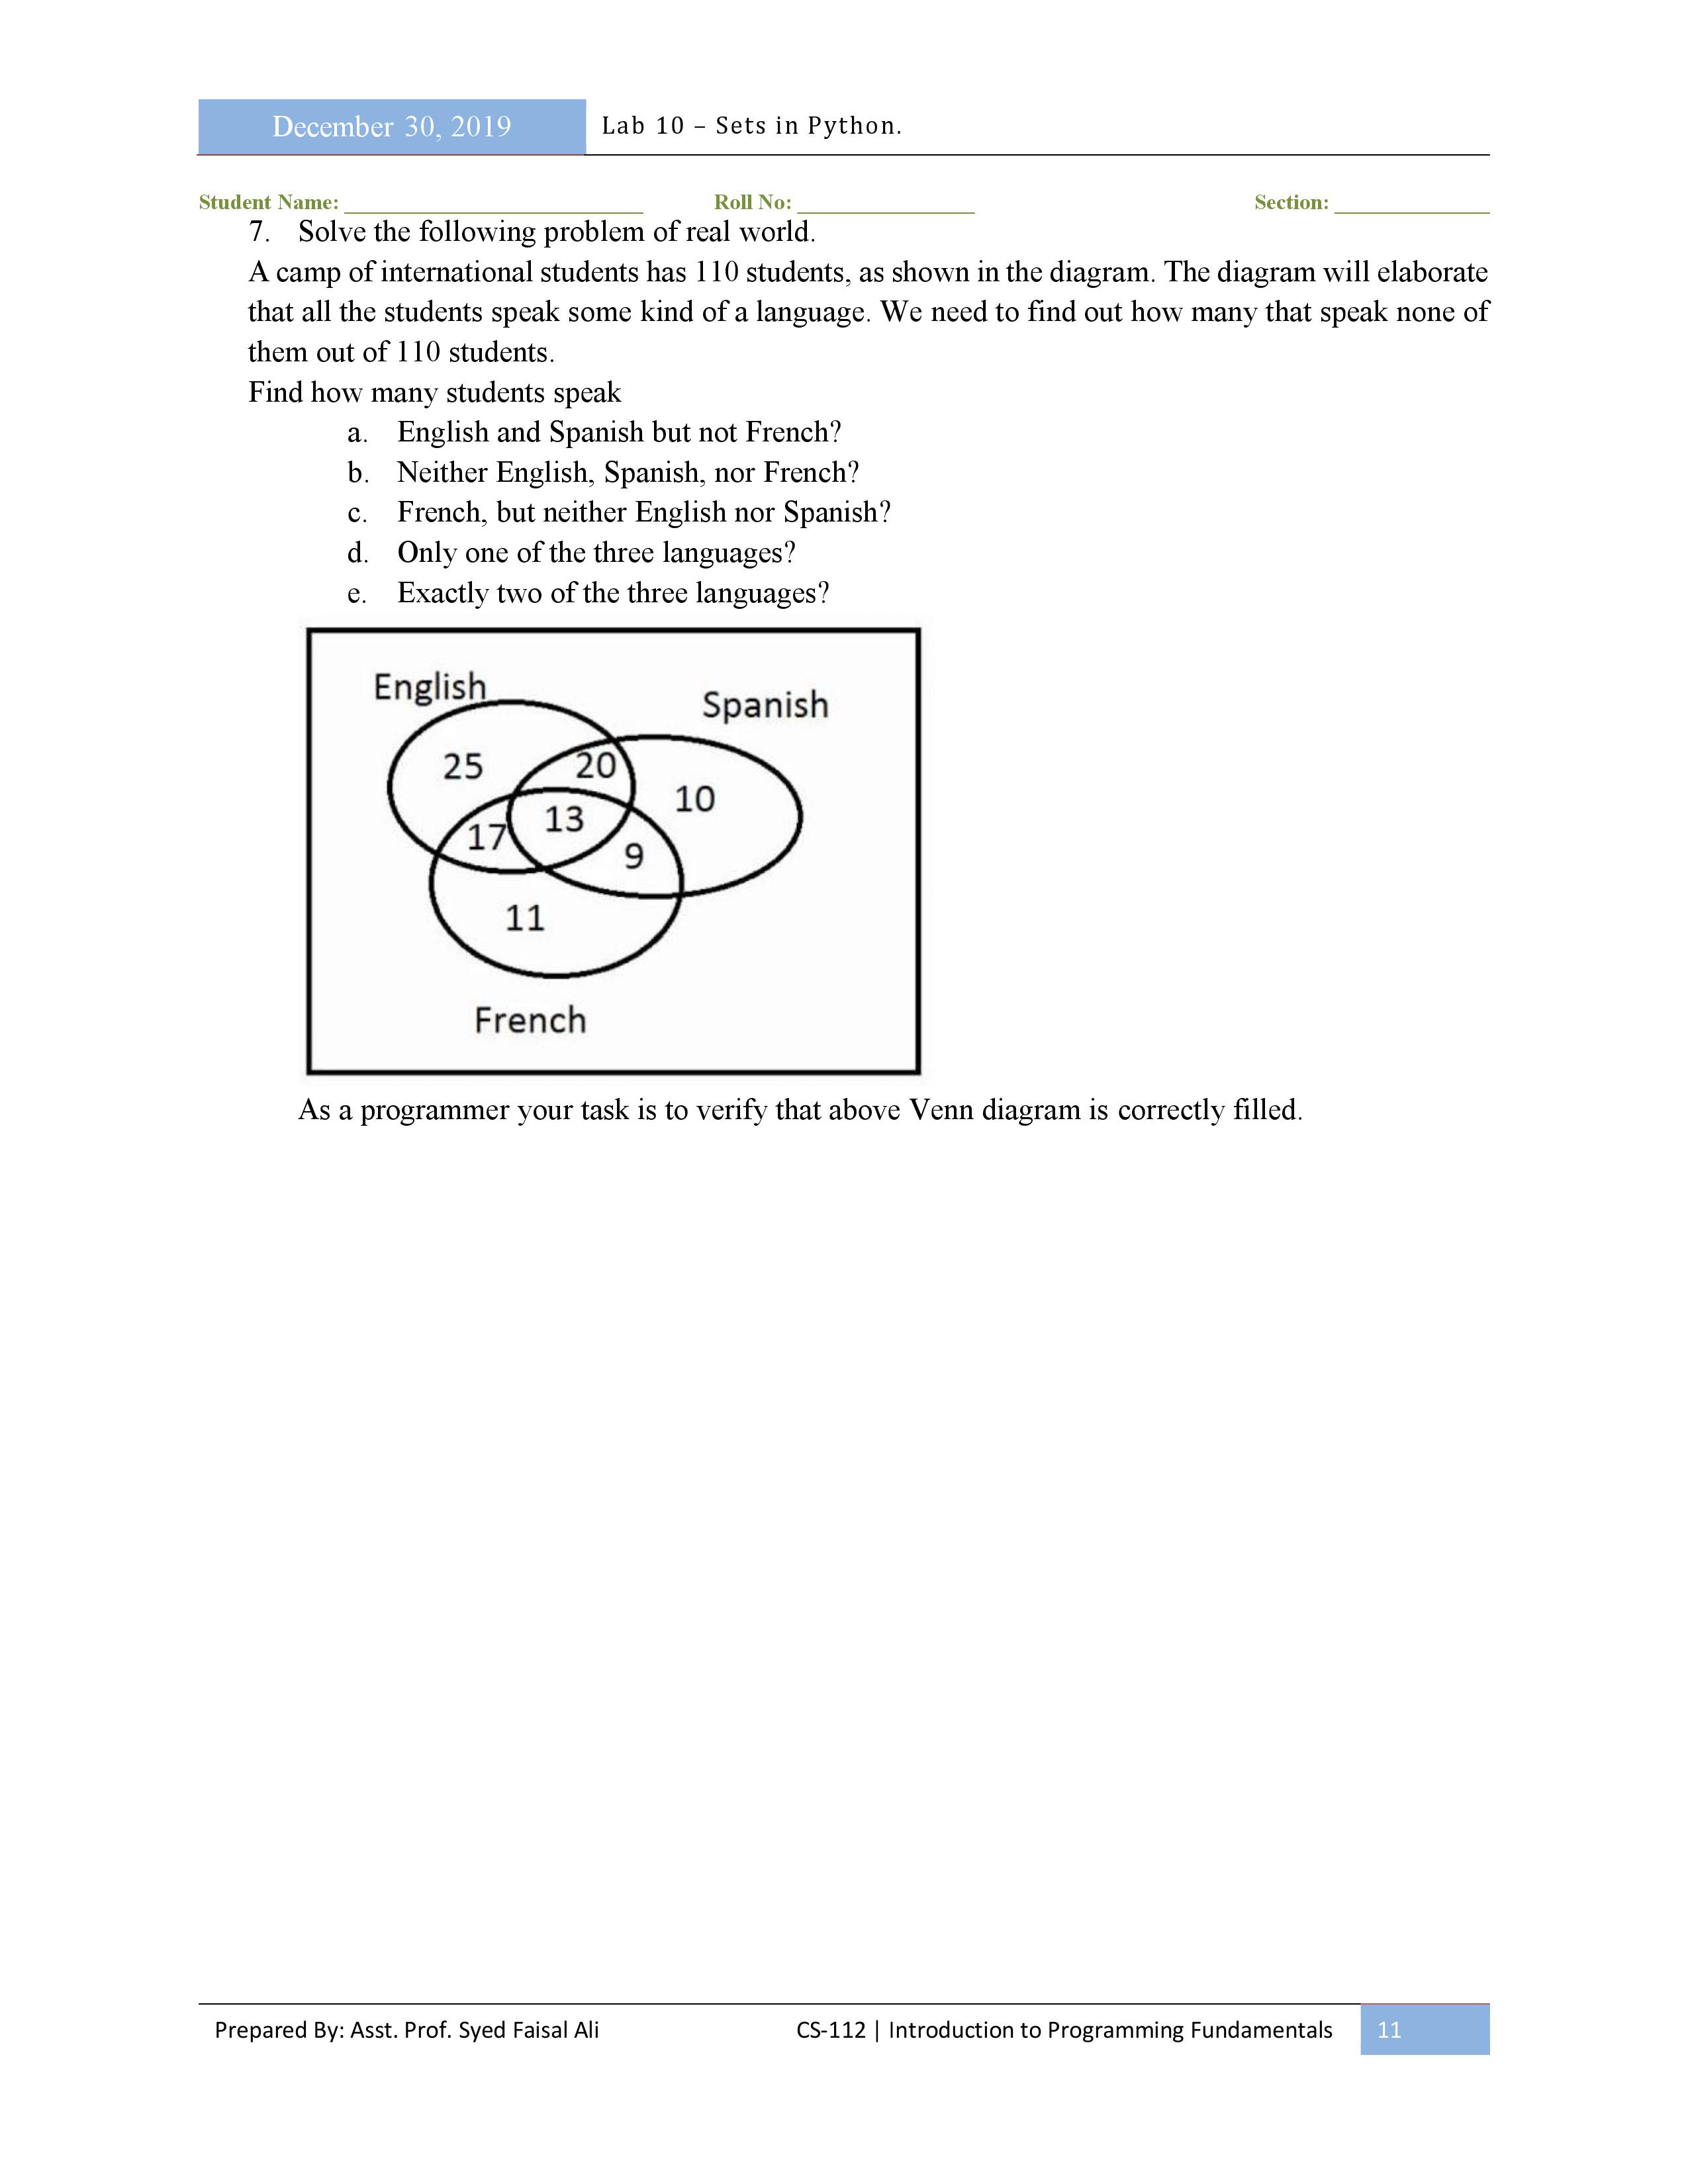 December 30, 2019 Lab 10 – Sets in Python.
Student Name: ___________________________ Roll No: ________________ Section: ______________
7. Solve the following problem of real world.
A camp of international students has 110 students, as shown in the diagram. The diagram will elaborate
that all the students speak some kind of a language. We need to find out how many that speak none of
them out of 110 students.
Find how many students speak
a. English and Spanish but not French?
b. Neither English, Spanish, nor French?
c. French, but neither English nor Spanish?
d. Only one of the three languages?
e. Exactly two of the three languages?
English
Spanish
25
20
10
13
17
9
11
French
As a programmer your task is to verify that above Venn diagram is correctly filled.
Prepared By: Asst. Prof. Syed Faisal Ali CS-112 | Introduction to Programming Fundamentals 11